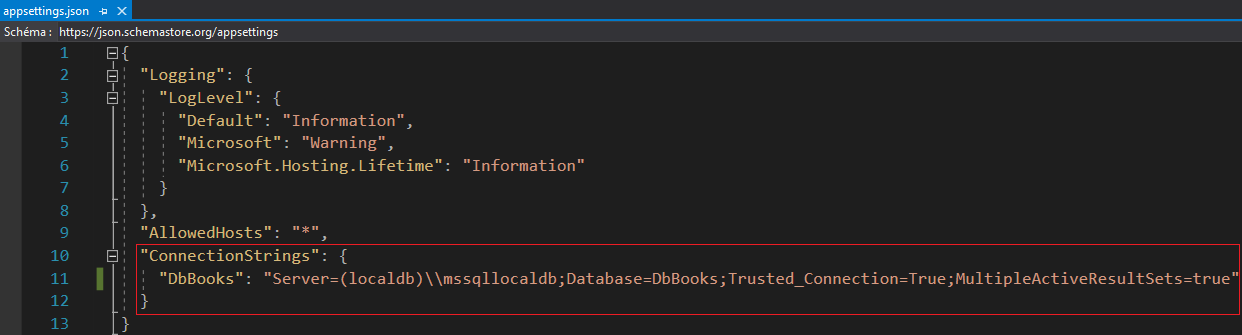 appsettings.json
Schéma : https://json.schemastore.org/appsettings
1 {
2 "Logging": {
3 "LogLevel": {
4 "Default": "Information",
5 "Microsoft": "Warning",
6 "Microsoft.Hosting.Lifetime": "Information"
7 }
8 },
9 "AllowedHosts": "*",
10 "ConnectionStrings": {
11 "DbBooks": "Server=(localdb)\\mssqllocaldb;Database=DbBooks;Trusted_Connection=True;MultipleActiveResultSets=true"
12 }
13 }